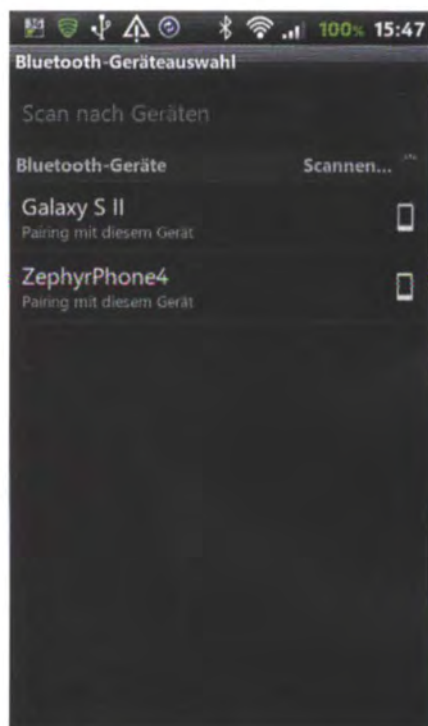 100% 15:47
Bluetooth-Geräteauswahl
Scan nach Geräten
Bluetooth-Geräte Scannen...
Galaxy S II
Pairing mit diesem Gerät
ZephyrPhone4
Pairing mit diesem Gerät